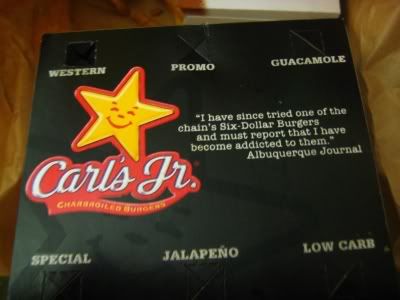 WESTERN
PROMO
GUACAMOLE
“I have since tried one of the
chain's Six-Dollar Burgers
and must report that I have
become addicted to them.”
Albuquerque Journal
Carl's Jr.®
CHARBROILED BURGERS
SPECIAL
JALAPEÑO
LOW CARB